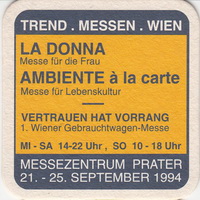 TREND . MESSEN . WIEN
LA DONNA
Messe für die Frau
AMBIENTE à la carte
Messe für Lebenskultur
VERTRAUEN HAT VORRANG
1. Wiener Gebrauchtwagen-Messe
MI - SA 14-22 Uhr , SO 10 - 18 Uhr
MESSEZENTRUM PRATER
21. - 25. SEPTEMBER 1994